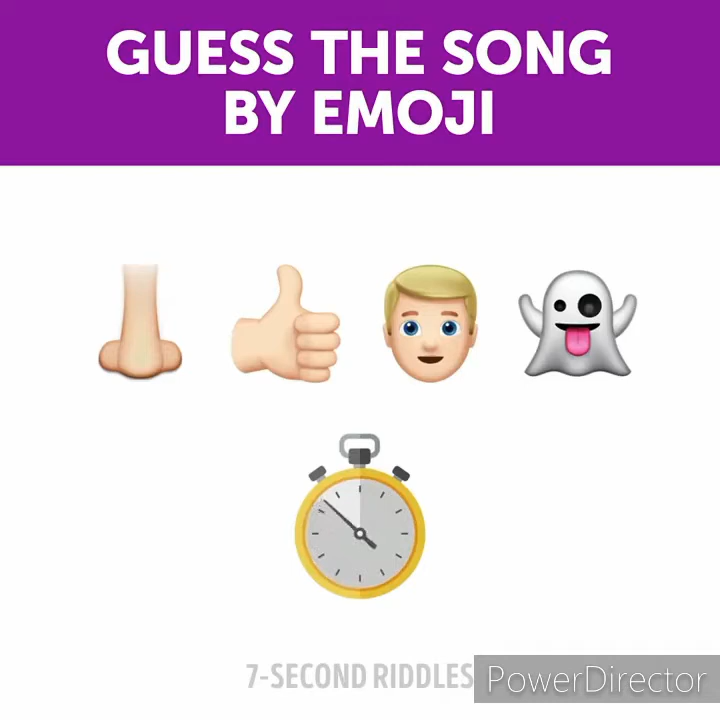 GUESS THE SONG
BY EMOJI
7-SECOND RIDDLES
PowerDirector